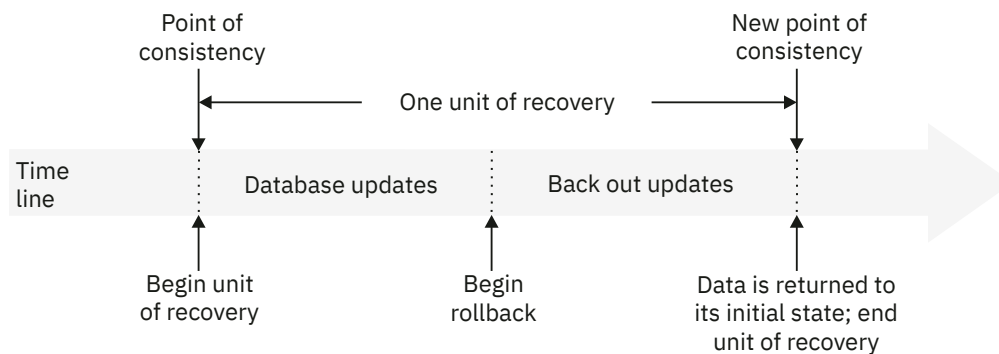 Point of
consistency
New point of
consistency
One unit of recovery
Time
line
Database updates
Back out updates
Begin unit
of recovery
Begin
rollback
Data is returned to
its initial state; end
unit of recovery